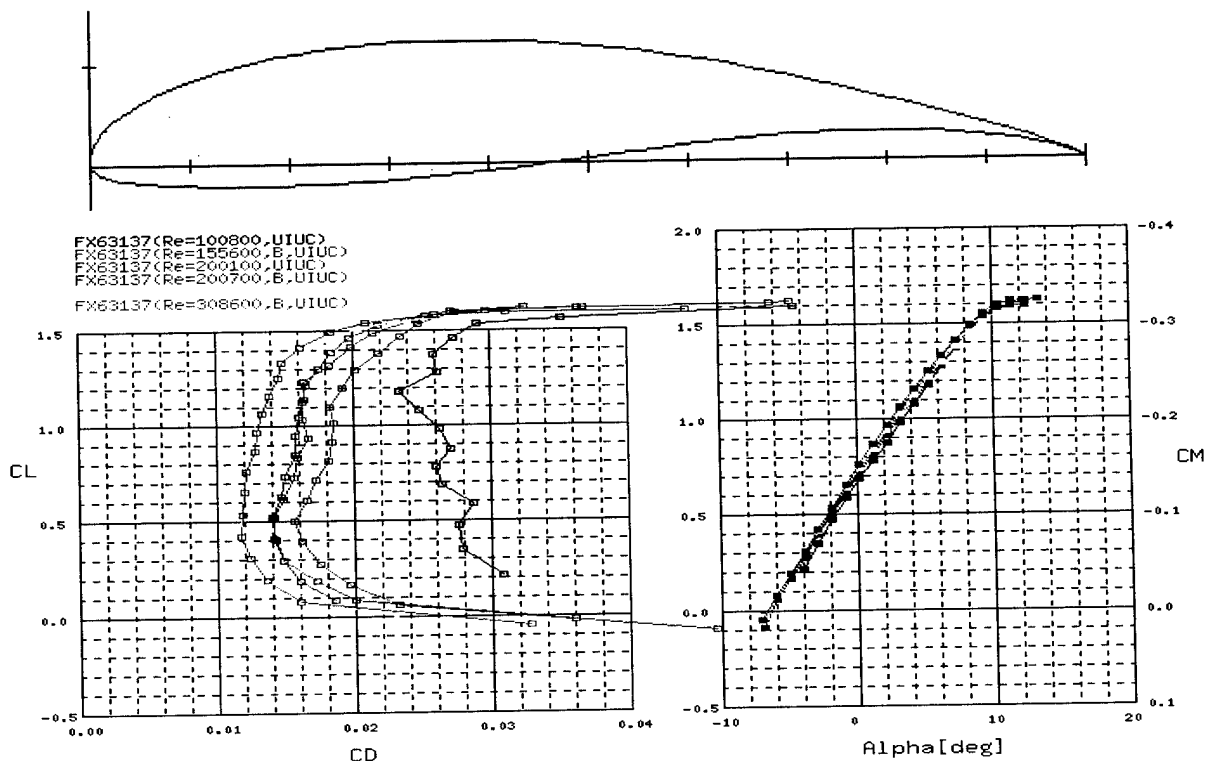 FX63137(Re=100800,UIUC)
FX63137(Re=155600,B,UIUC)
FX63137(Re=200100,UIUC)
FX63137(Re=200700,B,UIUC)
FX63137(Re=308600,B,UIUC)
1.5
1.0
CL
0.5
0.0
-0.5
0.00
0.01
0.02
0.03
0.04
CD
2.0
1.5
1.0
0.5
0.0
-0.5
-10
0
10
20
Alpha[deg]
-0.4
-0.3
-0.2
CM
-0.1
0.0
0.1